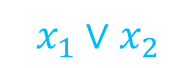 x₁ ∨ x₂